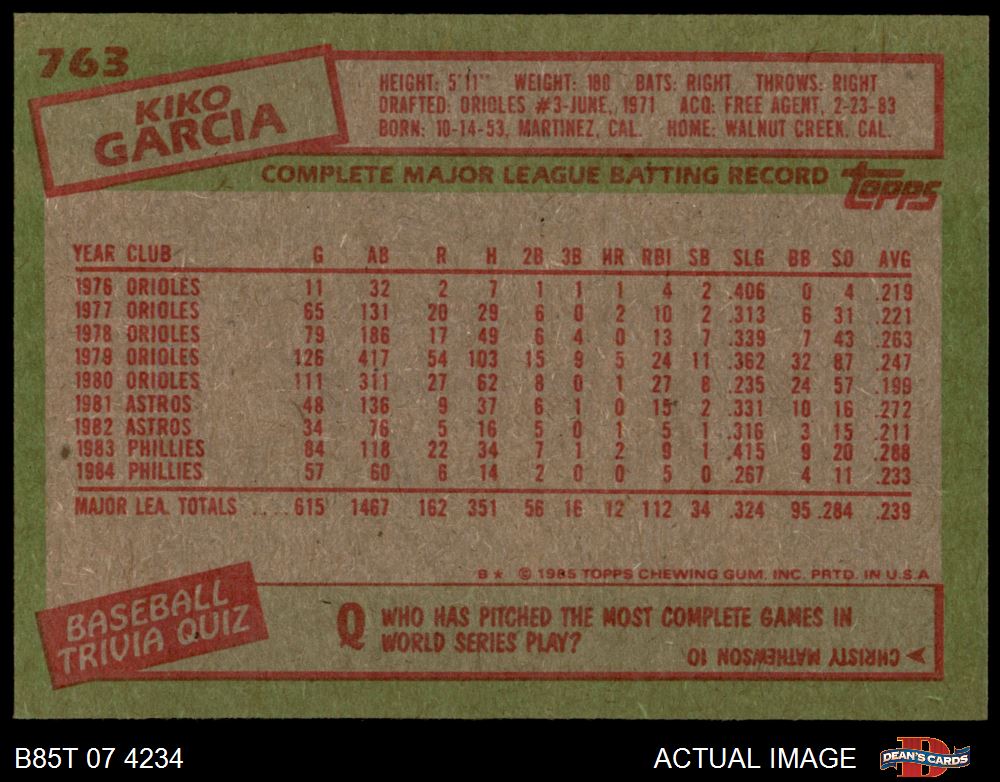 763
KIKO
GARCIA
HEIGHT: 5'11" WEIGHT: 180 BATS: RIGHT THROWS: RIGHT
DRAFTED: ORIOLES #3-JUNE, 1971 ACQ: FREE AGENT, 2-23-83
BORN: 10-14-53, MARTINEZ, CAL. HOME: WALNUT CREEK, CAL.
COMPLETE MAJOR LEAGUE BATTING RECORD topps
YEAR CLUB G AB R H 2B 3B HR RBI SB SLG BB SO AVG
1976 ORIOLES 11 32 2 7 1 1 1 4 2 .406 0 4 .219
1977 ORIOLES 65 131 20 29 6 0 2 10 2 .313 6 31 .221
1978 ORIOLES 79 186 17 49 6 4 0 13 7 .339 7 43 .263
1979 ORIOLES 126 417 54 103 15 9 5 24 11 .362 32 87 .247
1980 ORIOLES 111 311 27 62 8 0 1 27 8 .235 24 57 .199
1981 ASTROS 48 136 9 37 6 1 0 15 2 .331 10 16 .272
1982 ASTROS 34 76 5 16 5 0 1 5 1 .316 3 15 .211
1983 PHILLIES 84 118 22 34 7 1 2 9 1 .415 9 20 .288
1984 PHILLIES 57 60 6 14 2 0 0 5 0 .267 4 11 .233
MAJOR LEA. TOTALS .... 615 1467 162 351 56 16 12 112 34 .324 95 .284 .239
B* © 1985 TOPPS CHEWING GUM, INC. PRTD. IN U.S.A
BASEBALL
TRIVIA QUIZ
Q WHO HAS PITCHED THE MOST COMPLETE GAMES IN
WORLD SERIES PLAY?
CHRISTY MATHEWSON 10
B85T 07 4234
ACTUAL IMAGE
DEAN'S CARDS